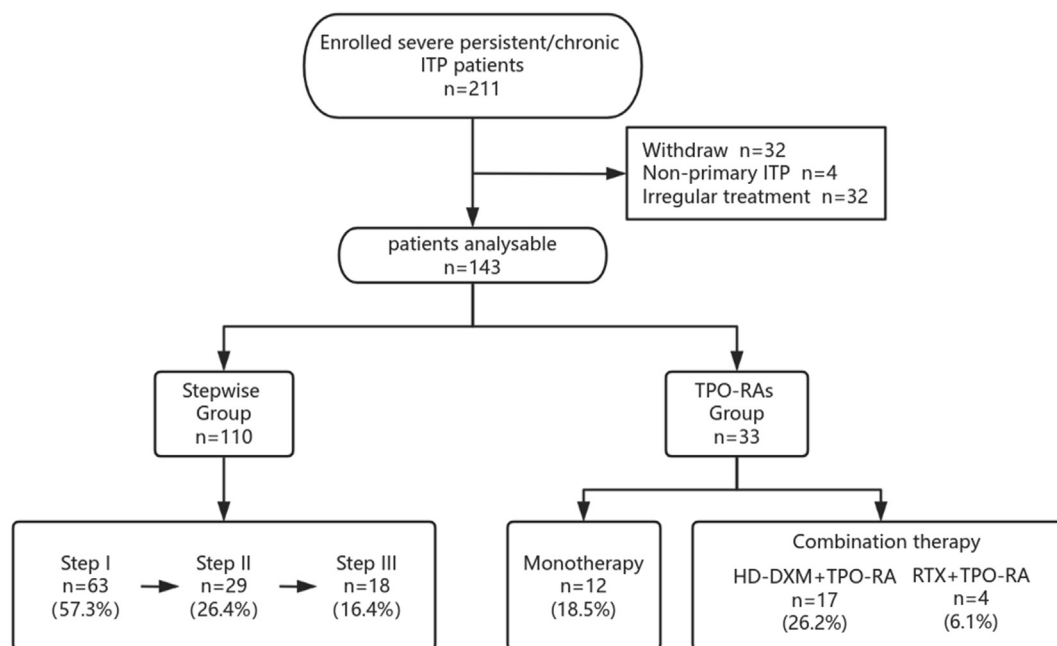 Enrolled severe persistent/chronic
ITP patients
n=211
Withdraw n=32
Non-primary ITP n=4
Irregular treatment n=32
patients analysable
n=143
Stepwise
Group
n=110
TPO-RAs
Group
n=33
Step I
n=63
(57.3%)
Step II
n=29
(26.4%)
Step III
n=18
(16.4%)
Monotherapy
n=12
(18.5%)
Combination therapy
HD-DXM+TPO-RA
n=17
(26.2%)
RTX+TPO-RA
n=4
(6.1%)